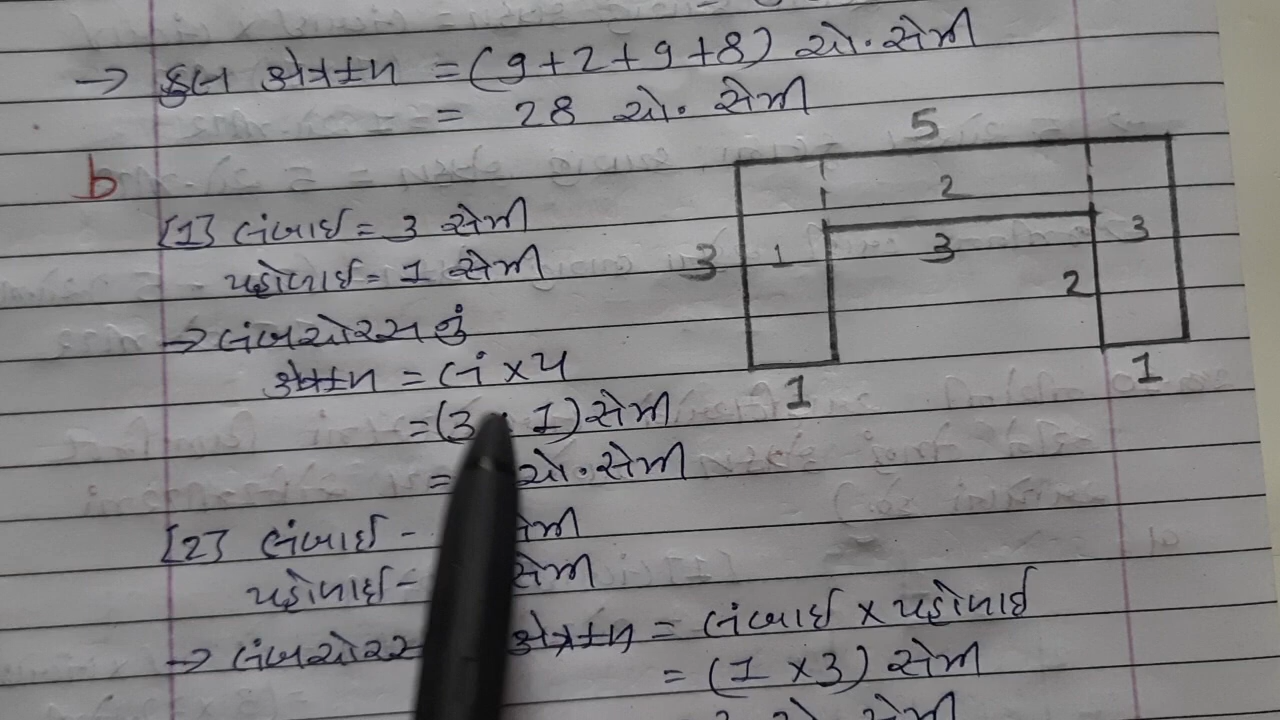 → કુલ ક્ષેત્રફળ = (9+2+9+8) ચો.સેમી
= 28 ચો. સેમી
b
[1] લંબાઈ = 3 સેમી
પહોળાઈ = 1 સેમી
→ લંબચોરસનું
ક્ષેત્રફળ = લં × પ
= (3 1) સેમી
= ચો.સેમી
[2] લંબાઈ - સેમી
પહોળાઈ - સેમી
→ લંબચોરસ ક્ષેત્રફળ = લંબાઈ × પહોળાઈ
= (1 × 3) સેમી
5
2
3 1 3 3
2
1 1